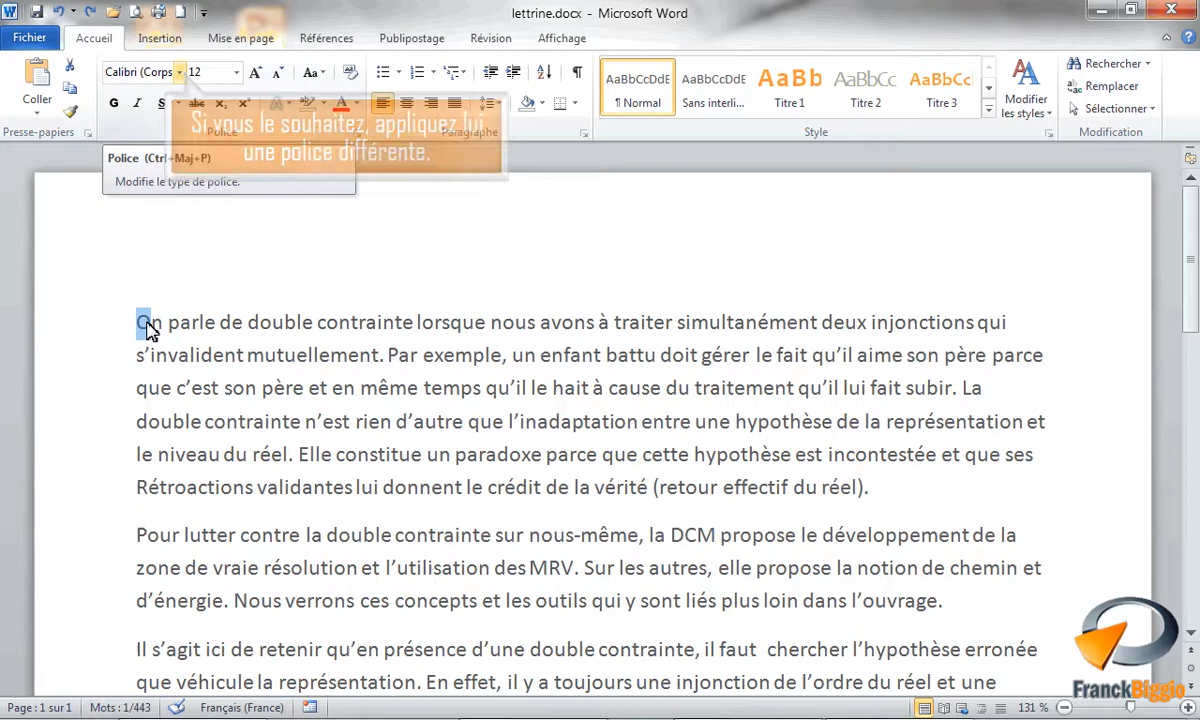 lettrine.docx - Microsoft Word
Fichier Accueil Insertion Mise en page Références Publipostage Révision Affichage
Calibri (Corps 12 Aa
AaBbCcDdE AaBbCcDdE AaBb AaBbCc AaBbCc
Rechercher
Remplacer
Sélectionner
Coller
G I S abc X₂ X² A
¶ Normal Sans interli... Titre 1 Titre 2 Titre 3
Modifier
les styles
Presse-papiers Police Paragraphe Style Modification
Si vous le souhaitez, appliquez lui
une police différente.
Police (Ctrl+Maj+P)
Modifie le type de police.
On parle de double contrainte lorsque nous avons à traiter simultanément deux injonctions qui
s’invalident mutuellement. Par exemple, un enfant battu doit gérer le fait qu’il aime son père parce
que c’est son père et en même temps qu’il le hait à cause du traitement qu’il lui fait subir. La
double contrainte n’est rien d’autre que l’inadaptation entre une hypothèse de la représentation et
le niveau du réel. Elle constitue un paradoxe parce que cette hypothèse est incontestée et que ses
Rétroactions validantes lui donnent le crédit de la vérité (retour effectif du réel).
Pour lutter contre la double contrainte sur nous-même, la DCM propose le développement de la
zone de vraie résolution et l’utilisation des MRV. Sur les autres, elle propose la notion de chemin et
d’énergie. Nous verrons ces concepts et les outils qui y sont liés plus loin dans l’ouvrage.
Il s’agit ici de retenir qu’en présence d’une double contrainte, il faut chercher l’hypothèse erronée
que véhicule la représentation. En effet, il y a toujours une injonction de l’ordre du réel et une
FranckBiggio
Page : 1 sur 1 Mots : 1/443 Français (France) 131 %